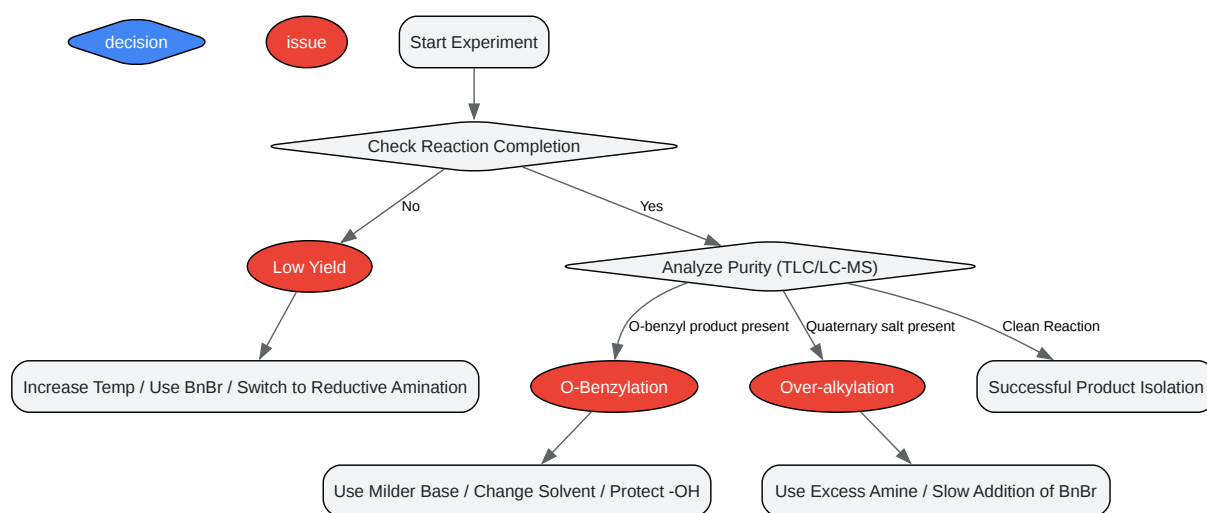 decision
issue
Start Experiment
Check Reaction Completion
No
Yes
Low Yield
Analyze Purity (TLC/LC-MS)
O-benzyl product present
Quaternary salt present
Clean Reaction
Increase Temp / Use BnBr / Switch to Reductive Amination
O-Benzylation
Over-alkylation
Successful Product Isolation
Use Milder Base / Change Solvent / Protect -OH
Use Excess Amine / Slow Addition of BnBr